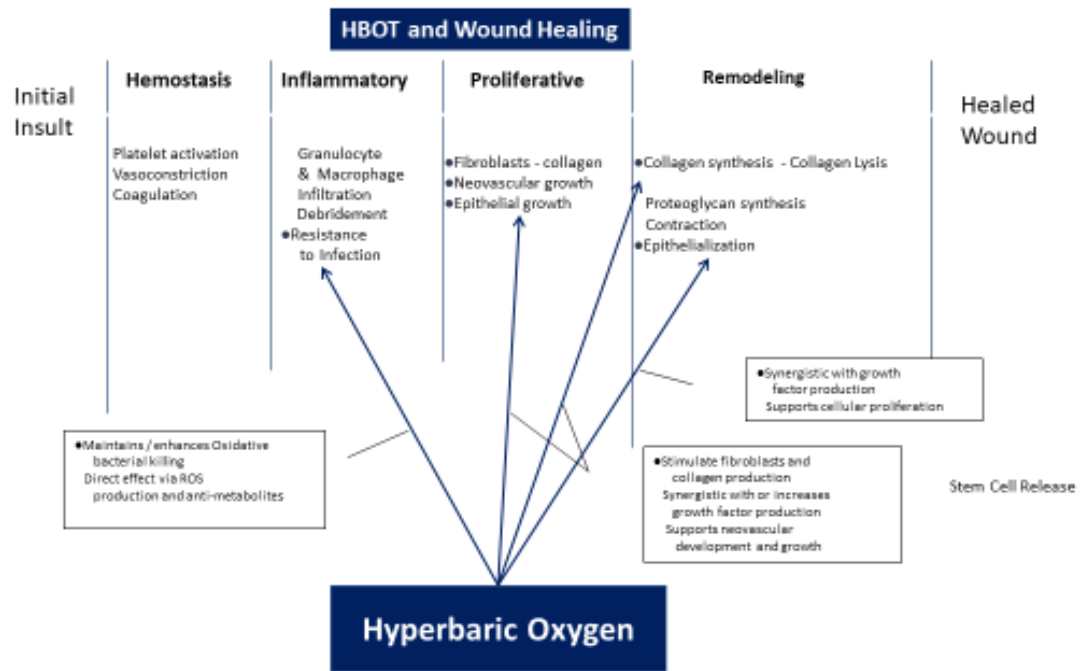 HBOT and Wound Healing
Initial
Insult
Hemostasis
Inflammatory
Proliferative
Remodeling
Healed
Wound
Platelet activation
Vasoconstriction
Coagulation
Granulocyte
& Macrophage
Infiltration
Debridement
●Resistance
to Infection
●Fibroblasts - collagen
●Neovascular growth
●Epithelial growth
●Collagen synthesis - Collagen Lysis
Proteoglycan synthesis
Contraction
●Epithelialization
●Synergistic with growth
factor production
Supports cellular proliferation
●Maintains / enhances Oxidative
bacterial killing
Direct effect via ROS
production and anti-metabolites
●Stimulate fibroblasts and
collagen production
Synergistic with or increases
growth factor production
Supports neovascular
development and growth
Stem Cell Release
Hyperbaric Oxygen